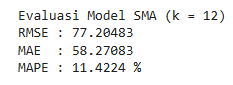 Evaluasi Model SMA (k = 12)
RMSE : 77.20483
MAE  : 58.27083
MAPE : 11.4224 %